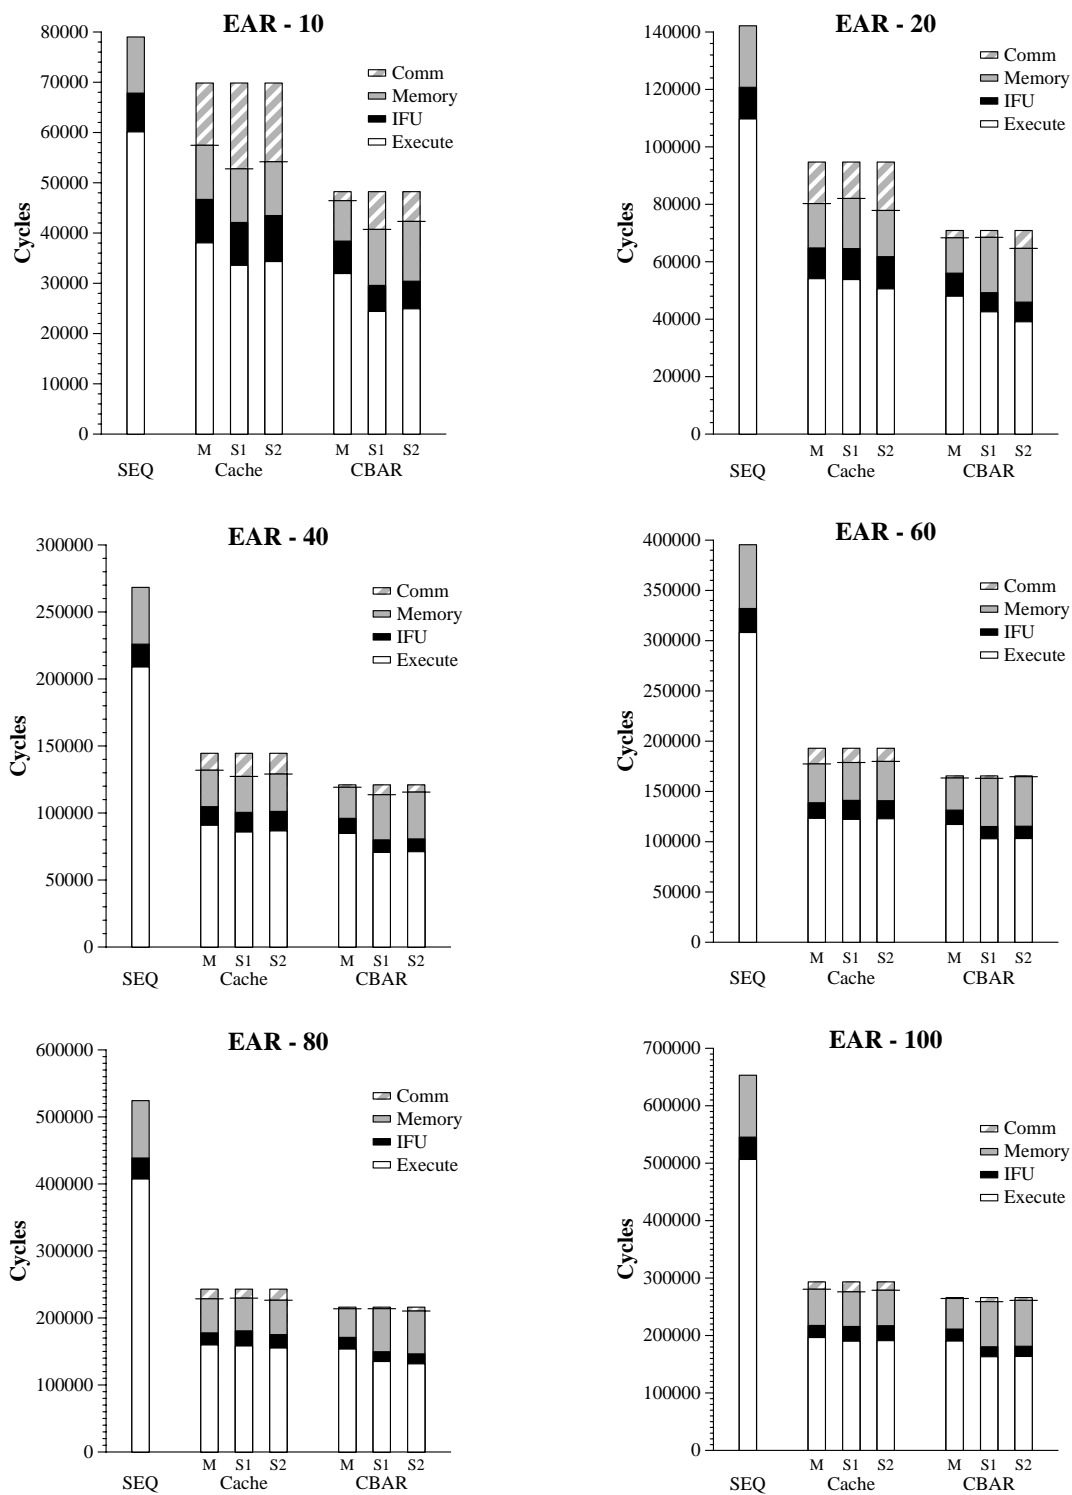 EAR - 10
80000
70000
60000
50000
40000
30000
20000
10000
0
Cycles
Comm
Memory
IFU
Execute
M S1 S2 M S1 S2
SEQ Cache CBAR
EAR - 20
140000
120000
100000
80000
60000
40000
20000
0
Cycles
Comm
Memory
IFU
Execute
M S1 S2 M S1 S2
SEQ Cache CBAR
EAR - 40
300000
250000
200000
150000
100000
50000
0
Cycles
Comm
Memory
IFU
Execute
M S1 S2 M S1 S2
SEQ Cache CBAR
EAR - 60
400000
350000
300000
250000
200000
150000
100000
50000
0
Cycles
Comm
Memory
IFU
Execute
M S1 S2 M S1 S2
SEQ Cache CBAR
EAR - 80
600000
500000
400000
300000
200000
100000
0
Cycles
Comm
Memory
IFU
Execute
M S1 S2 M S1 S2
SEQ Cache CBAR
EAR - 100
700000
600000
500000
400000
300000
200000
100000
0
Cycles
Comm
Memory
IFU
Execute
M S1 S2 M S1 S2
SEQ Cache CBAR